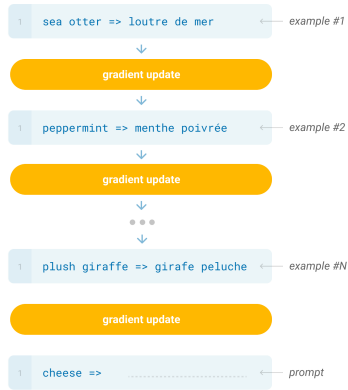 1 sea otter => loutre de mer example #1
gradient update
1 peppermint => menthe poivrée example #2
gradient update
1 plush giraffe => girafe peluche example #N
gradient update
1 cheese => prompt